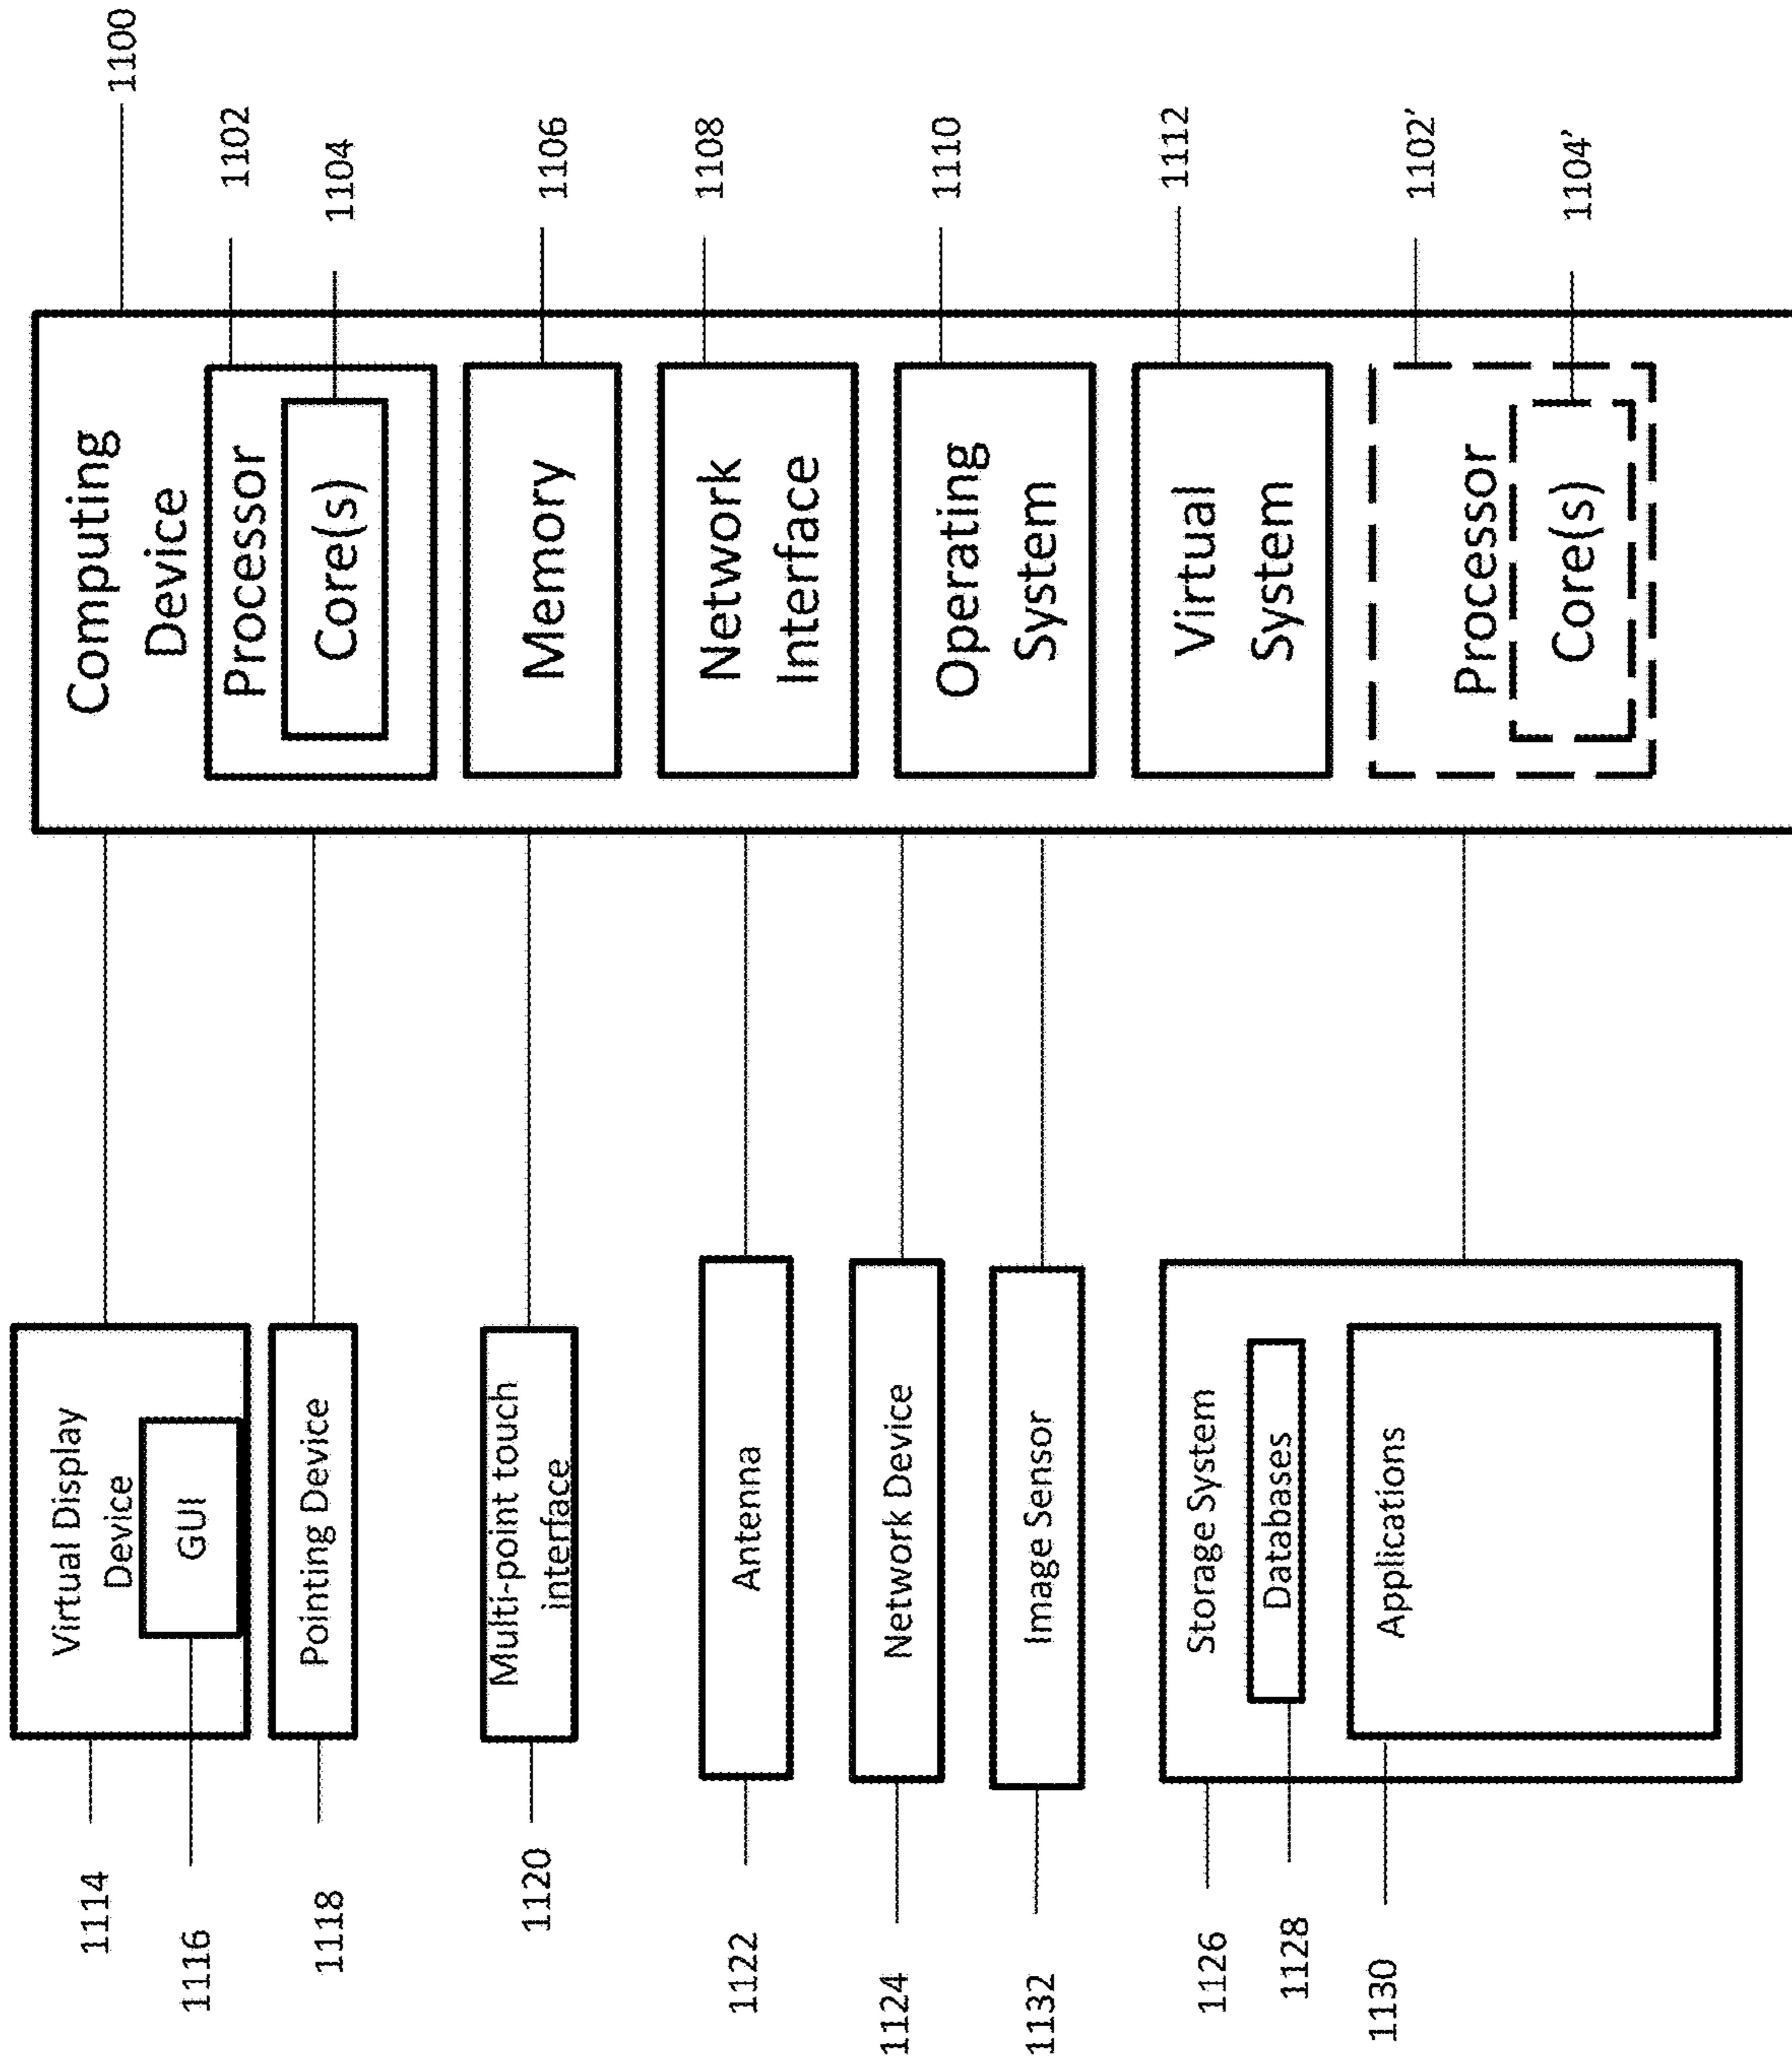 1114
Virtual Display
Device
1116
GUI
1118
Pointing Device
1120
Multi-point touch
interface
1122
Antenna
1124
Network Device
1132
Image Sensor
1126
Storage System
1128
Databases
1130
Applications
Computing
Device
1100
Processor
1102
Core(s)
1104
Memory
1106
Network
Interface
1108
Operating
System
1110
Virtual
System
1112
Processor
1102'
Core(s)
1104'